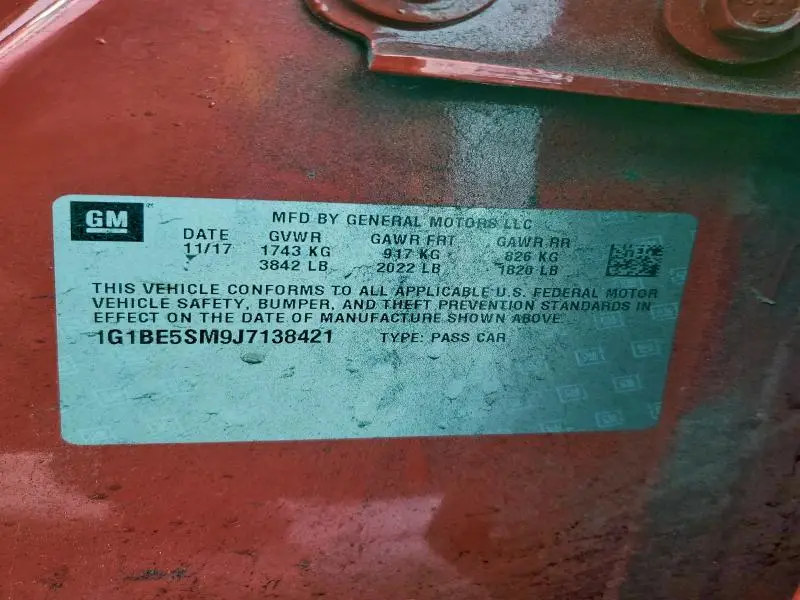 GM
MFD BY GENERAL MOTORS LLC
DATE GVWR GAWR FRT GAWR RR
11/17 1743 KG 917 KG 826 KG
3842 LB 2022 LB 1820 LB
THIS VEHICLE CONFORMS TO ALL APPLICABLE U.S. FEDERAL MOTOR
VEHICLE SAFETY, BUMPER, AND THEFT PREVENTION STANDARDS IN
EFFECT ON THE DATE OF MANUFACTURE SHOWN ABOVE.
1G1BE5SM9J7138421 TYPE: PASS CAR